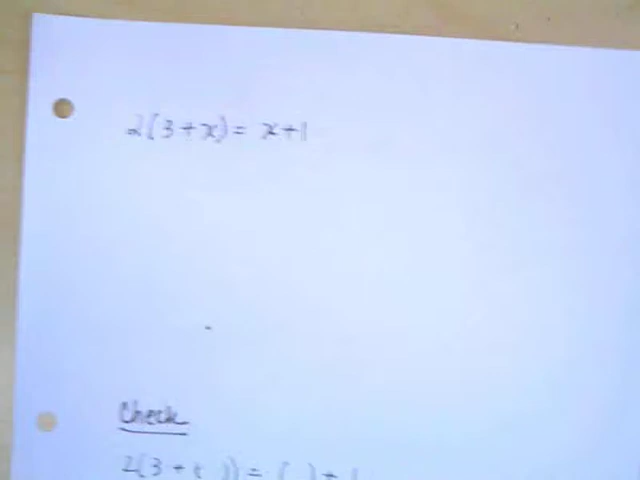 2(3+x) = x+1
Check
2(3+( )) = ( ) + 1